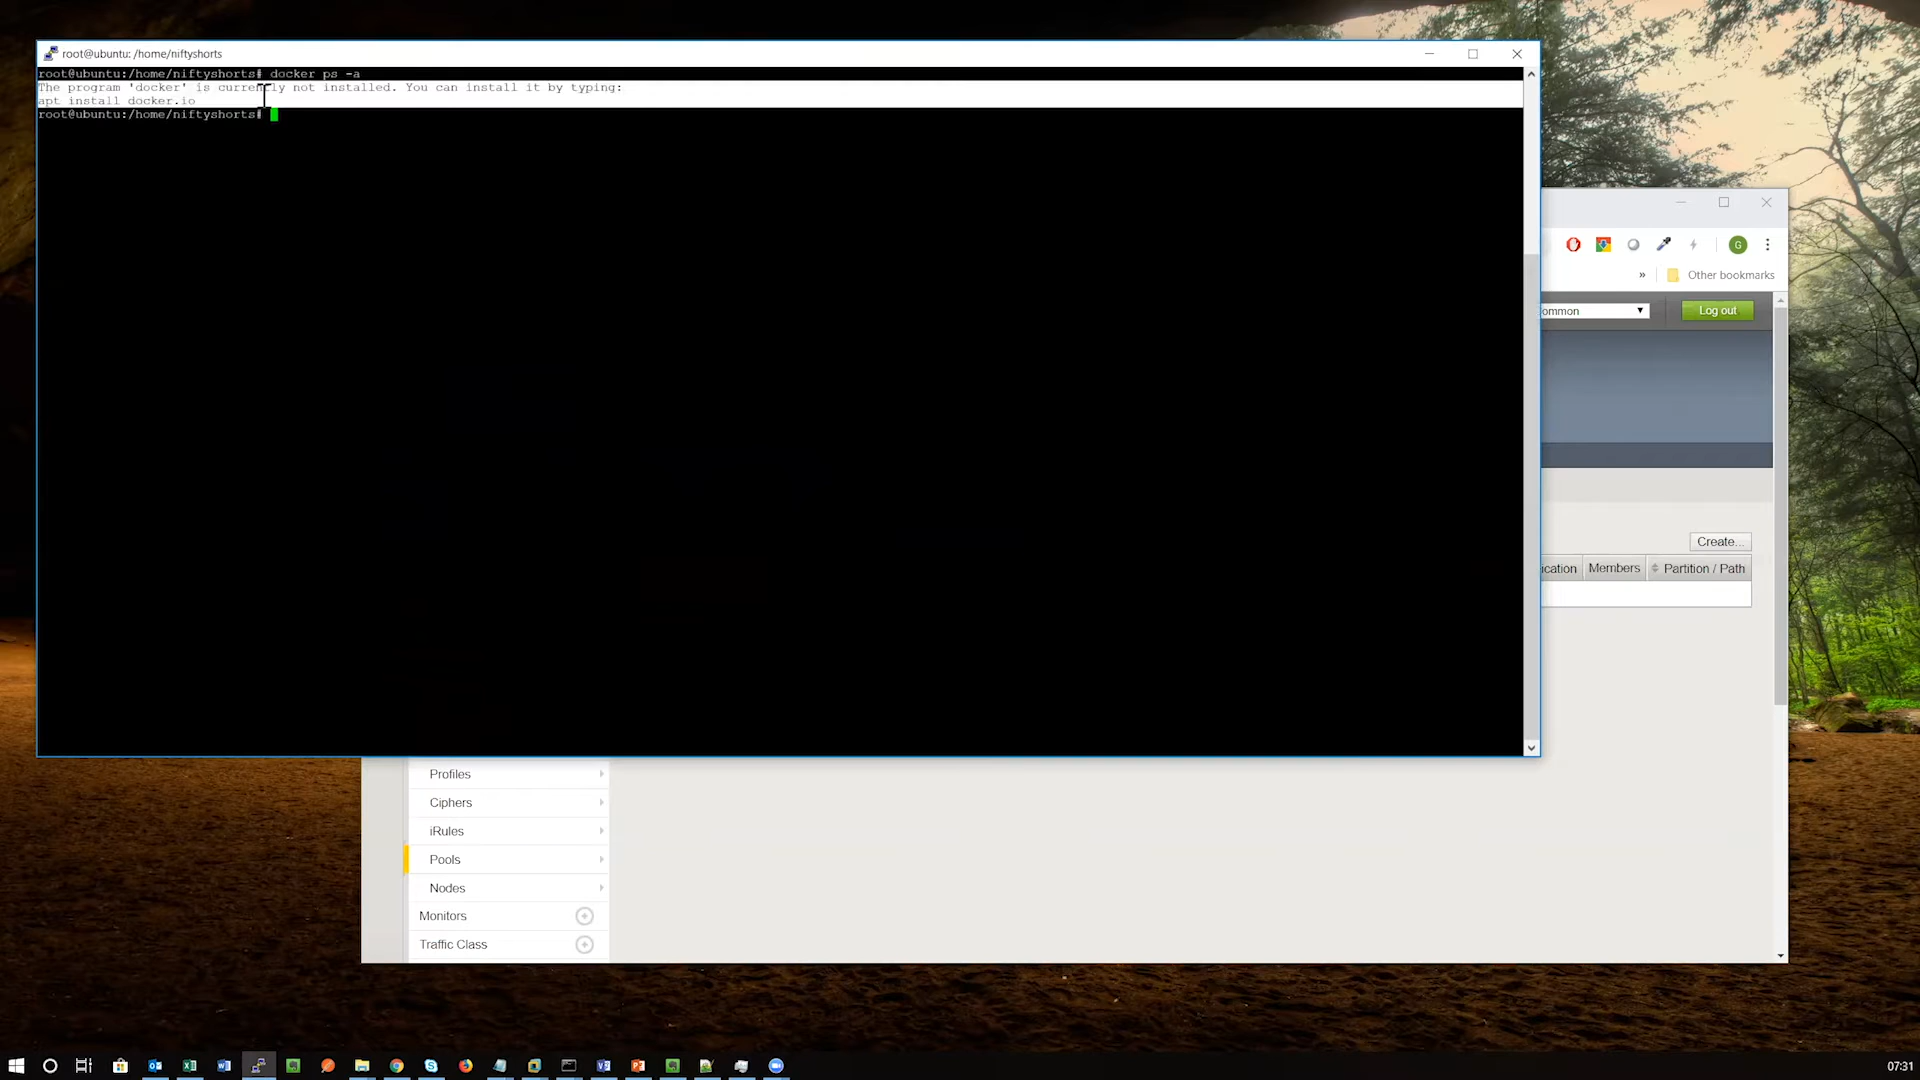 root@ubuntu: /home/niftyshorts
root@ubuntu:/home/niftyshorts# docker ps -a
The program 'docker' is currently not installed. You can install it by typing:
apt install docker.io
root@ubuntu:/home/niftyshorts#
G
» Other bookmarks
ommon
Log out
Create...
ication Members Partition / Path
Profiles
Ciphers
iRules
Pools
Nodes
Monitors
Traffic Class
07:31